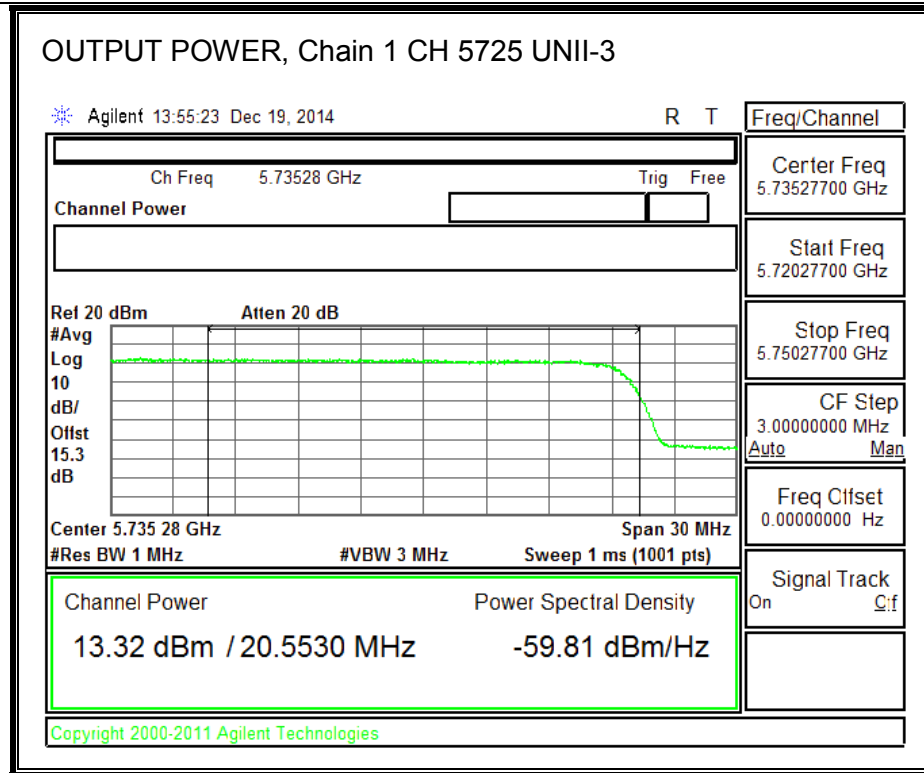 OUTPUT POWER, Chain 1 CH 5725 UNII-3
Agilent 13:55:23 Dec 19, 2014 R T
Freq/Channel
Ch Freq 5.73528 GHz Trig Free
Channel Power
Center Freq
5.73527700 GHz
Start Freq
5.72027700 GHz
Stop Freq
5.75027700 GHz
CF Step
3.00000000 MHz
Auto Man
Freq Offset
0.00000000 Hz
Signal Track
On Off
Ref 20 dBm Atten 20 dB
#Avg
Log
10
dB/
Offst
15.3
dB
Center 5.735 28 GHz Span 30 MHz
#Res BW 1 MHz #VBW 3 MHz Sweep 1 ms (1001 pts)
Channel Power Power Spectral Density
13.32 dBm / 20.5530 MHz -59.81 dBm/Hz
Copyright 2000-2011 Agilent Technologies